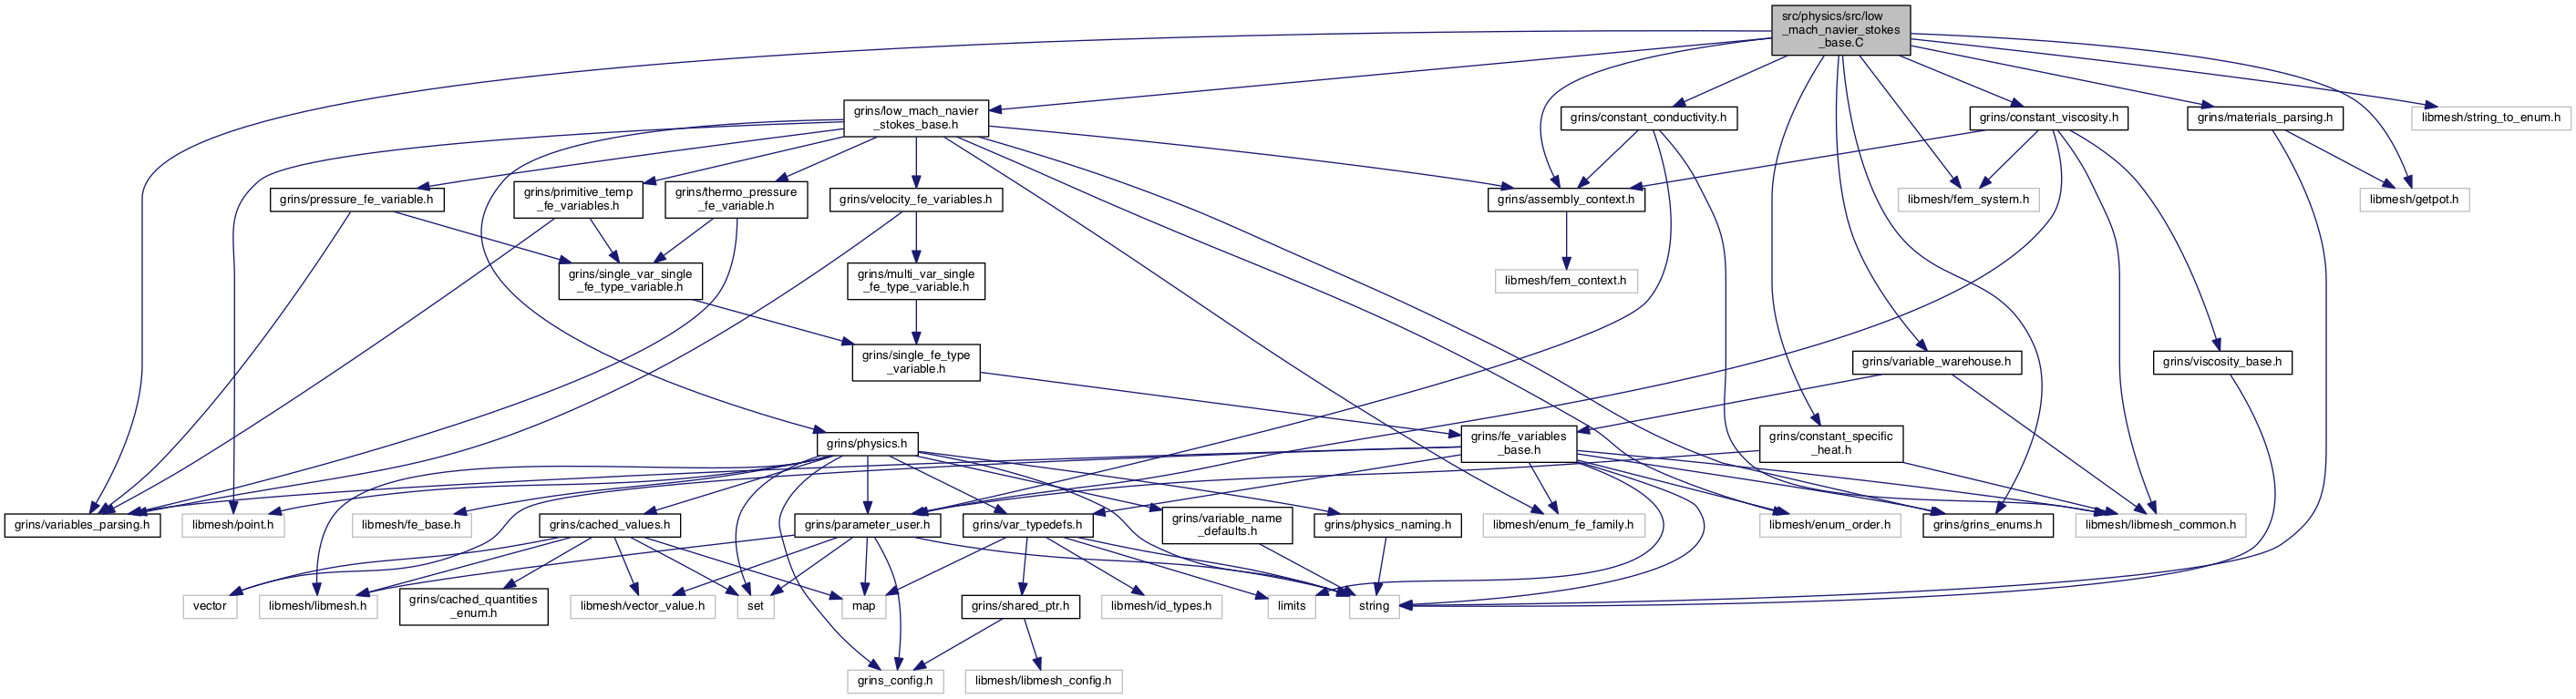 src/physics/src/low
_mach_navier_stokes
_base.C
grins/low_mach_navier
_stokes_base.h
grins/constant_conductivity.h
grins/constant_viscosity.h
grins/materials_parsing.h
libmesh/string_to_enum.h
grins/pressure_fe_variable.h
grins/primitive_temp
_fe_variables.h
grins/thermo_pressure
_fe_variable.h
grins/velocity_fe_variables.h
grins/assembly_context.h
libmesh/fem_system.h
libmesh/getpot.h
grins/single_var_single
_fe_type_variable.h
grins/multi_var_single
_fe_type_variable.h
libmesh/fem_context.h
grins/single_fe_type
_variable.h
grins/variable_warehouse.h
grins/viscosity_base.h
grins/physics.h
grins/fe_variables
_base.h
grins/constant_specific
_heat.h
grins/variables_parsing.h
libmesh/point.h
libmesh/fe_base.h
grins/cached_values.h
grins/parameter_user.h
grins/var_typedefs.h
grins/variable_name
_defaults.h
grins/physics_naming.h
libmesh/enum_fe_family.h
libmesh/enum_order.h
grins/grins_enums.h
libmesh/libmesh_common.h
vector
libmesh/libmesh.h
grins/cached_quantities
_enum.h
libmesh/vector_value.h
set
map
grins/shared_ptr.h
libmesh/id_types.h
limits
string
grins_config.h
libmesh/libmesh_config.h